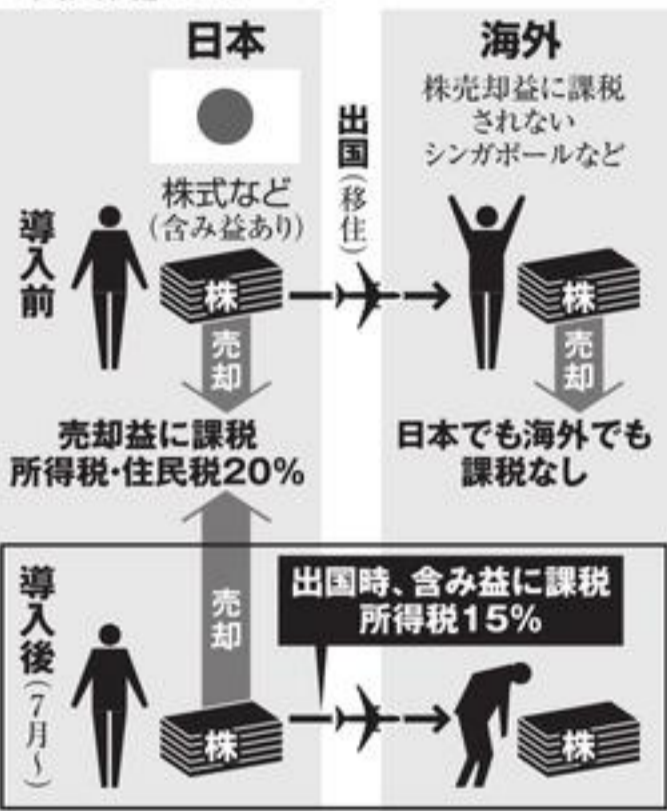 日本
海外
株式など
(含み益あり)
出国(移住)
株売却益に課税
されない
シンガポールなど
導入前
株
売却
株
売却
売却益に課税
所得税・住民税20%
日本でも海外でも
課税なし
導入後(7月~)
売却
出国時、含み益に課税
所得税15%
株
株